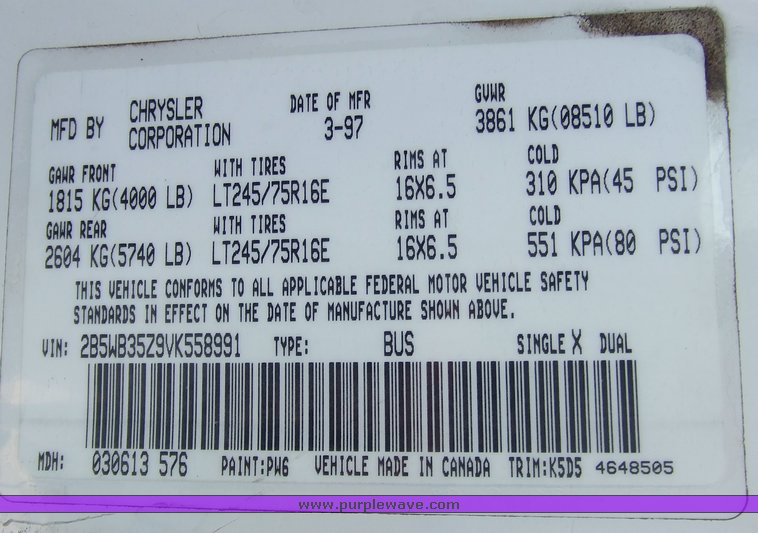 MFD BY CHRYSLER CORPORATION DATE OF MFR 3-97 GVWR 3861 KG(08510 LB)
GAWR FRONT WITH TIRES RIMS AT COLD
1815 KG(4000 LB) LT245/75R16E 16X6.5 310 KPA(45 PSI)
GAWR REAR WITH TIRES RIMS AT COLD
2604 KG(5740 LB) LT245/75R16E 16X6.5 551 KPA(80 PSI)
THIS VEHICLE CONFORMS TO ALL APPLICABLE FEDERAL MOTOR VEHICLE SAFETY
STANDARDS IN EFFECT ON THE DATE OF MANUFACTURE SHOWN ABOVE.
VIN: 2B5WB35Z9VK558991 TYPE: BUS SINGLE X DUAL
MDH: 030613 576 PAINT:PW6 VEHICLE MADE IN CANADA TRIM:K5D5 4648505
www.purplewave.com